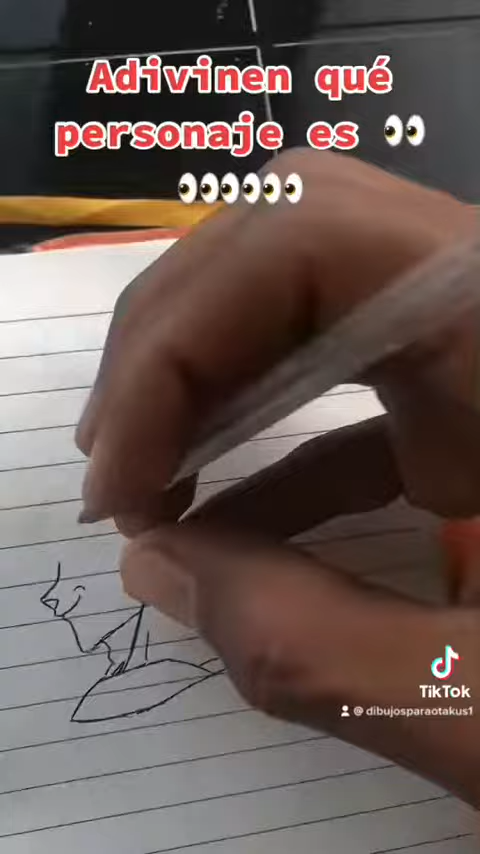 Adivinen qué
personaje es 👀
👀👀👀
TikTok
@ dibujosparaotakus1